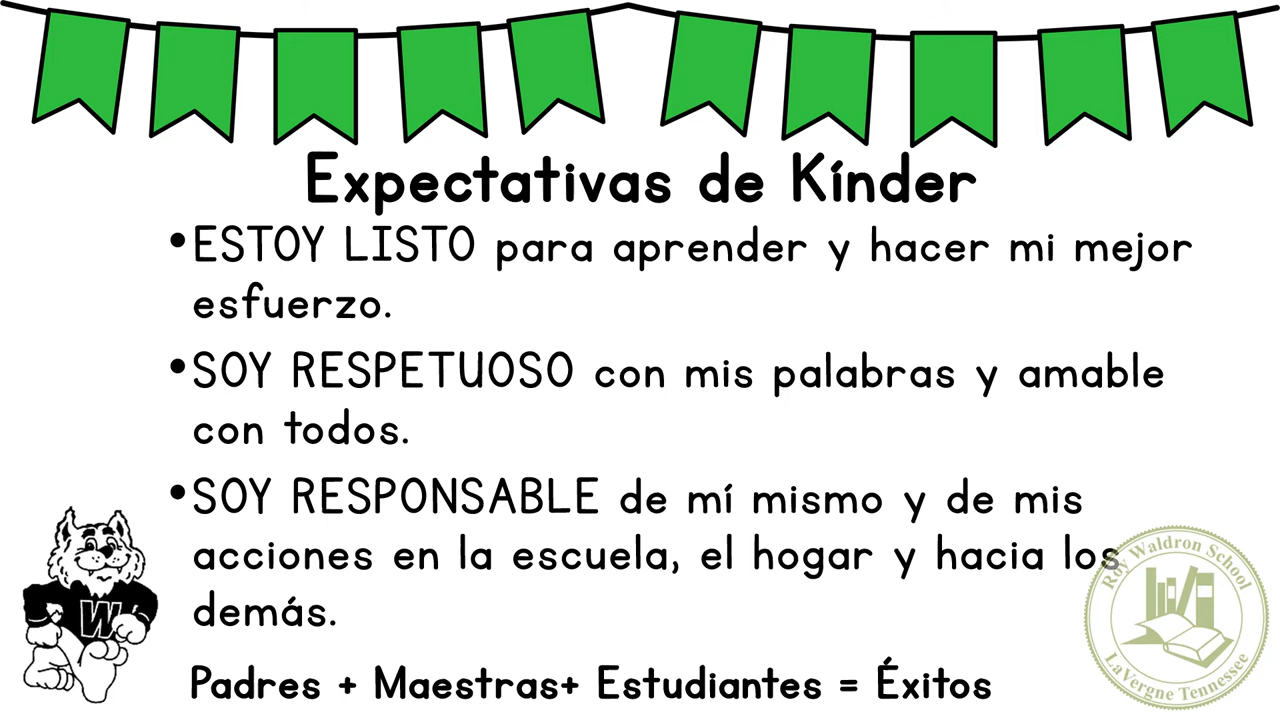 Expectativas de Kínder
•ESTOY LISTO para aprender y hacer mi mejor
esfuerzo.
•SOY RESPETUOSO con mis palabras y amable
con todos.
•SOY RESPONSABLE de mí mismo y de mis
acciones en la escuela, el hogar y hacia los
demás.
Padres + Maestras+ Estudiantes = Éxitos
W
Roy Waldron School
LaVergne Tennessee